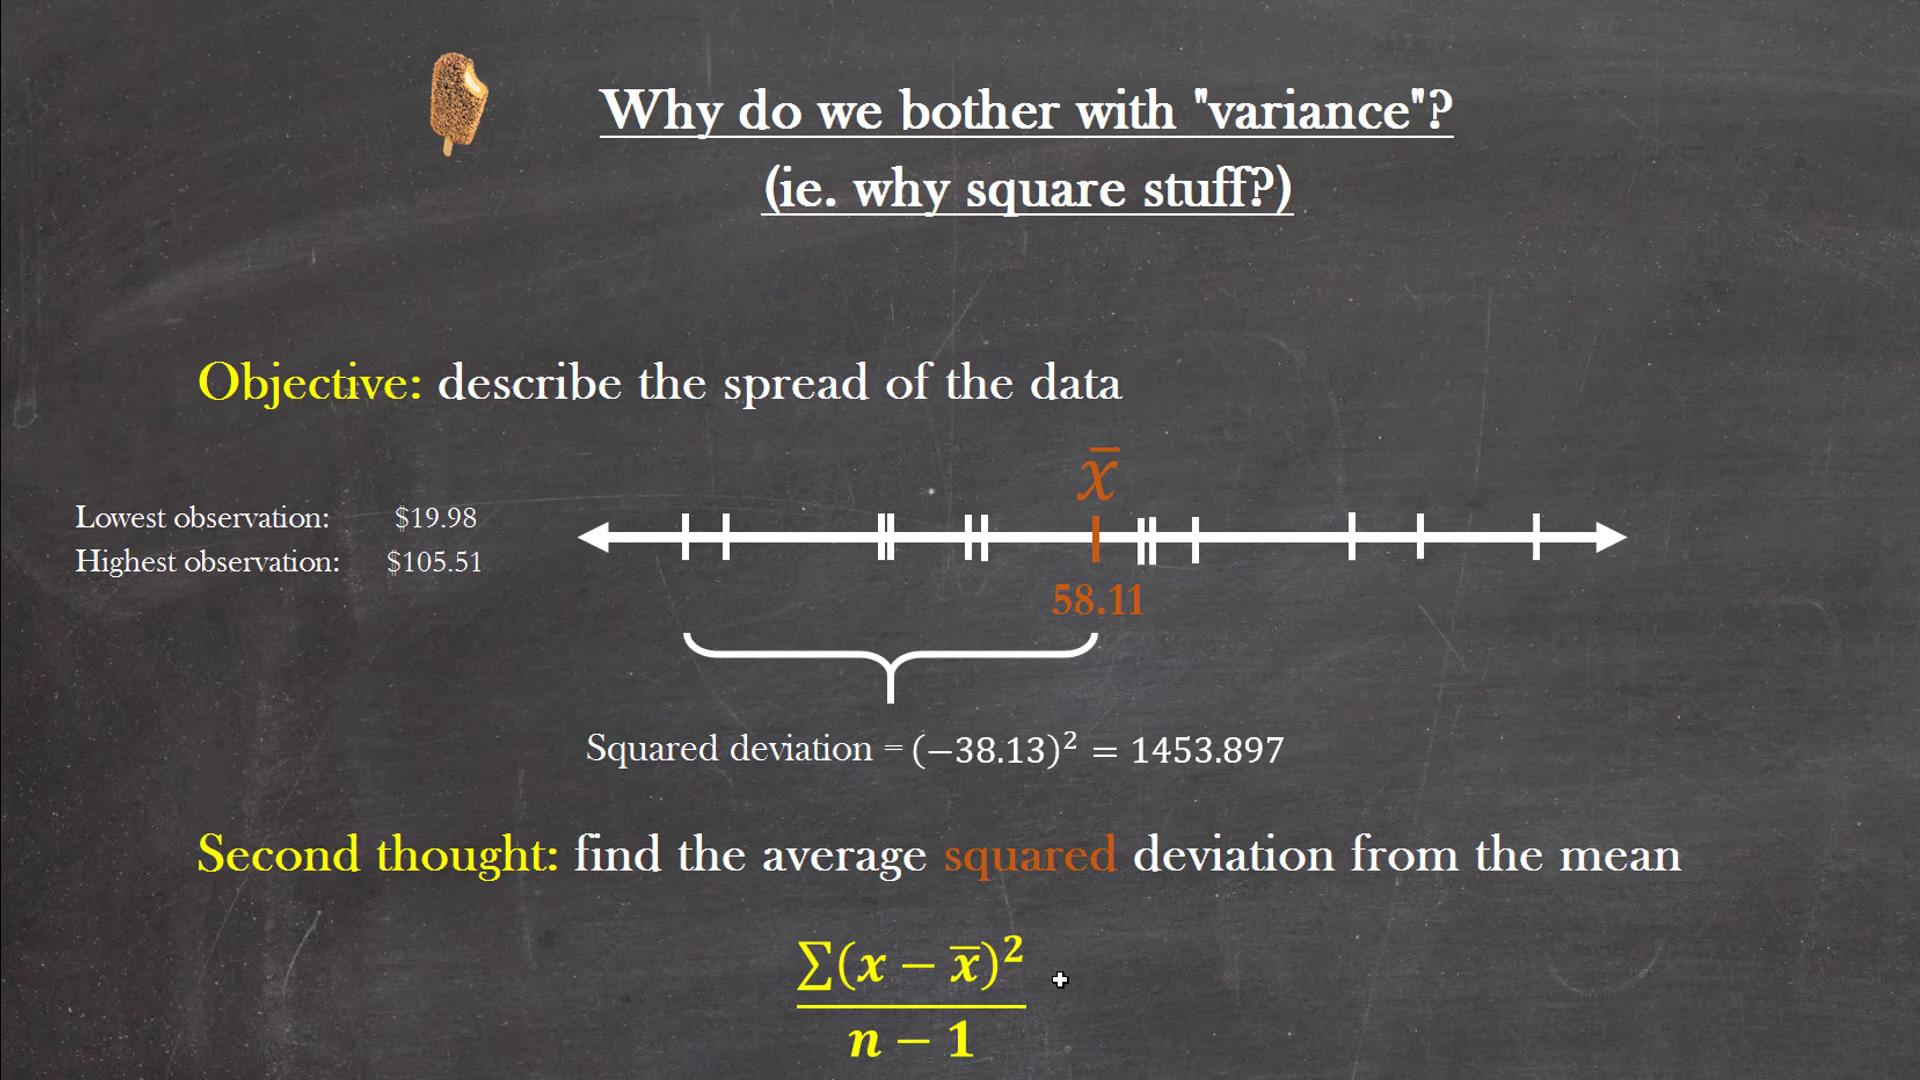 Why do we bother with "variance"?
(ie. why square stuff?)
Objective: describe the spread of the data
x̅
Lowest observation: $19.98
Highest observation: $105.51
58.11
Squared deviation = (−38.13)² = 1453.897
Second thought: find the average squared deviation from the mean
∑(x − x̅)²
n − 1